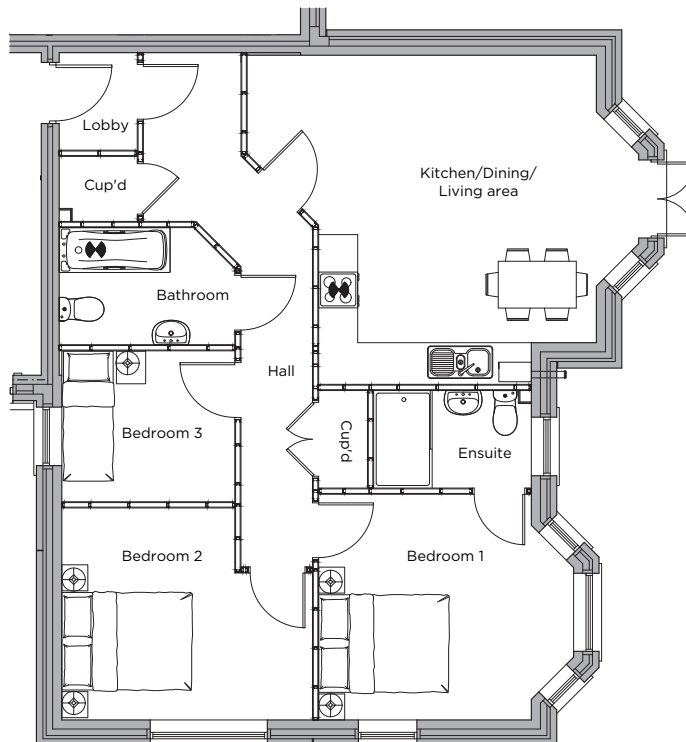 Lobby
Kitchen/Dining/
Living area
Cup'd
Bathroom
Hall
Bedroom 3
Cup'd
Ensuite
Bedroom 2
Bedroom 1